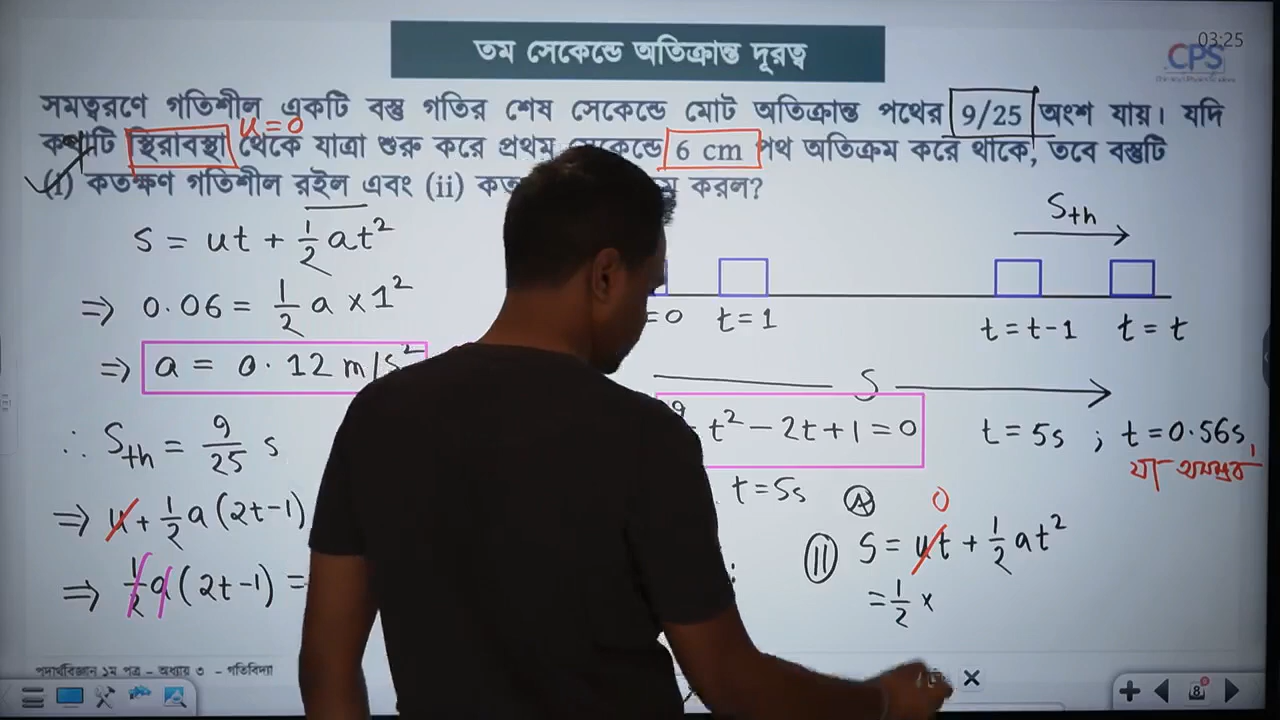 তম সেকেন্ডে অতিক্রান্ত দূরত্ব
03:25
CPS
সমত্বরণে গতিশীল একটি বস্তু গতির শেষ সেকেন্ডে মোট অতিক্রান্ত পথের 9/25 অংশ যায়। যদি
u = 0
স্থিরাবস্থা থেকে যাত্রা শুরু করে প্রথম 6 cm পথ অতিক্রম করে থাকে, তবে বস্তুটি
(i) কতক্ষণ গতিশীল রইল এবং (ii) করল?
S = ut + 1/2 at²
⇒ 0.06 = 1/2 a × 1²
⇒ a = 0.12 m/s²
∴ Sth = 9/25 s
⇒ u + 1/2 a (2t-1)
⇒ 1/2 a (2t-1) =
Sth
=0 t=1 t=t-1 t=t
S
t² - 2t + 1 = 0
t = 5s ; t = 0.56s,
t = 5s
0
(II) S = ut + 1/2 at²
= 1/2 ×
পদার্থবিজ্ঞান ১ম পত্র – অধ্যায় ৩ – গতিবিদ্যা
8